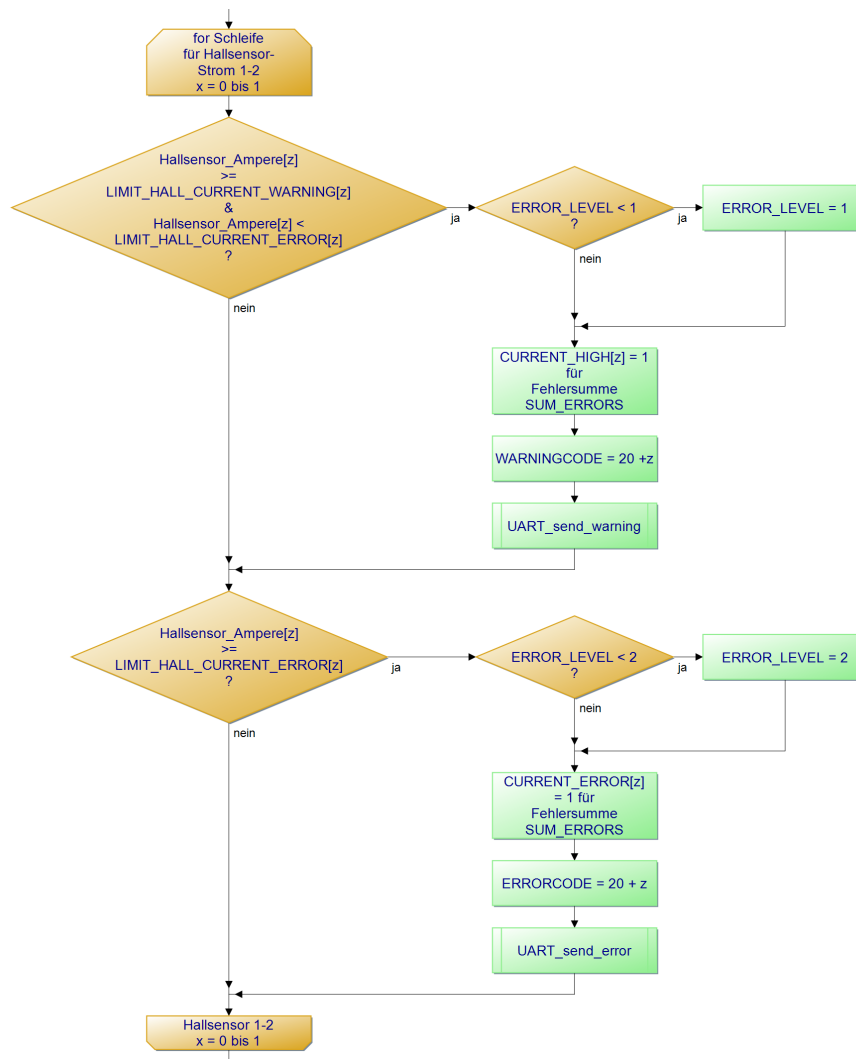 for Schleife
für Hallsensor-
Strom 1-2
x = 0 bis 1
Hallsensor_Ampere[z]
>=
LIMIT_HALL_CURRENT_WARNING[z]
&
Hallsensor_Ampere[z] <
LIMIT_HALL_CURRENT_ERROR[z]
?
ja
nein
ERROR_LEVEL < 1
?
ja
nein
ERROR_LEVEL = 1
CURRENT_HIGH[z] = 1
für
Fehlersumme
SUM_ERRORS
WARNINGCODE = 20 +z
UART_send_warning
Hallsensor_Ampere[z]
>=
LIMIT_HALL_CURRENT_ERROR[z]
?
ja
nein
ERROR_LEVEL < 2
?
ja
nein
ERROR_LEVEL = 2
CURRENT_ERROR[z]
= 1 für
Fehlersumme
SUM_ERRORS
ERRORCODE = 20 + z
UART_send_error
Hallsensor 1-2
x = 0 bis 1